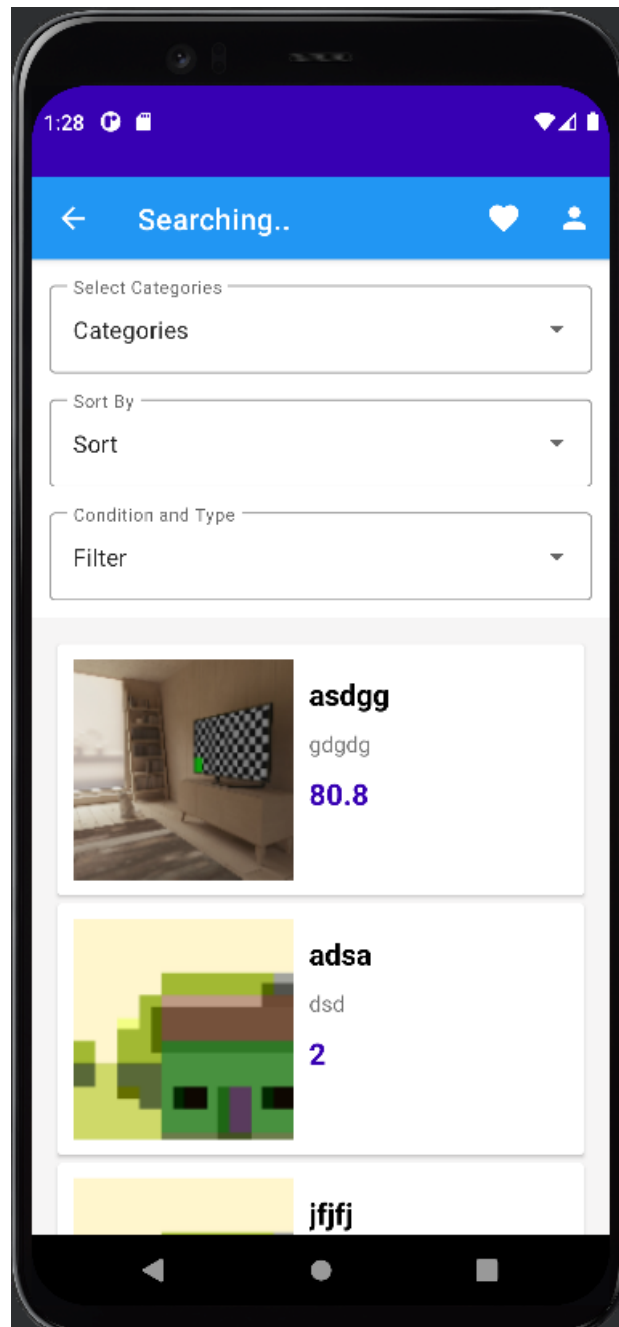 1:28
Searching..
Select Categories
Categories
Sort By
Sort
Condition and Type
Filter
asdgg
gdgdg
80.8
adsa
dsd
2
jfjfj